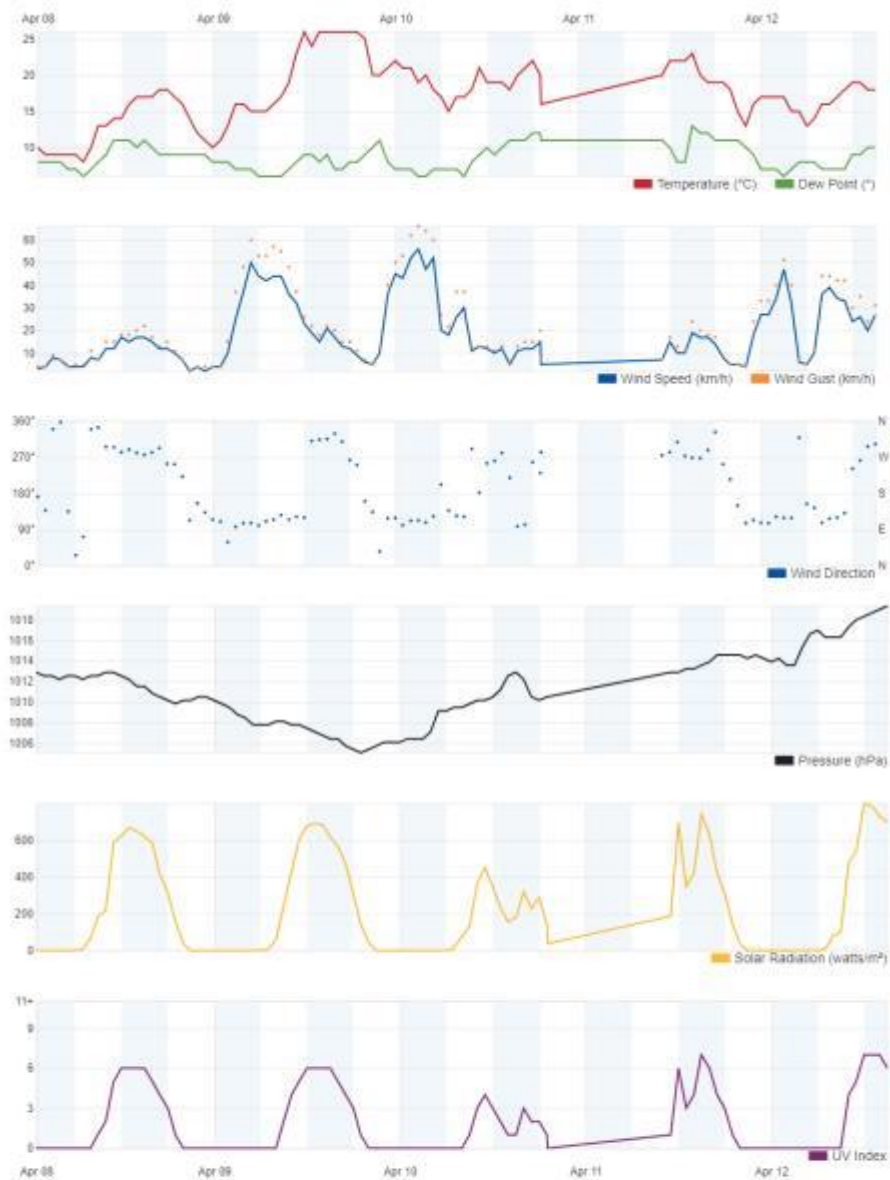 Apr 08 Apr 09 Apr 10 Apr 11 Apr 12
25
20
15
10
Temperature (°C) Dew Point (°)
60
50
40
30
20
10
Wind Speed (km/h) Wind Gust (km/h)
360° N
270° W
180° S
90° E
0° N
Wind Direction
1018
1016
1014
1012
1010
1008
1006
Pressure (hPa)
600
400
200
0
Solar Radiation (watts/m²)
11+
9
6
3
0
UV Index
Apr 08 Apr 09 Apr 10 Apr 11 Apr 12